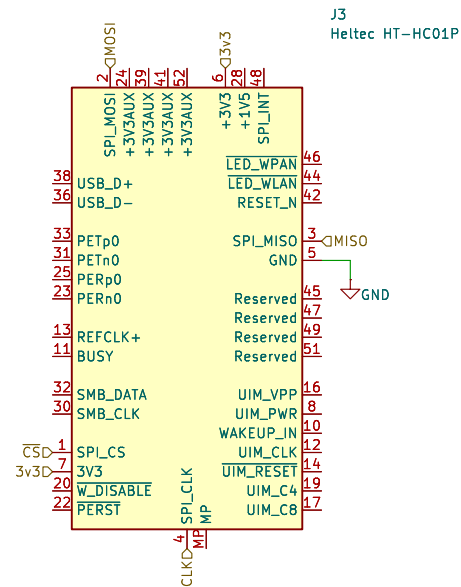 J3
Heltec HT-HC01P
MOSI
3v3
2 24 39 41 52 6 28 48
SPI_MOSI
+3V3AUX
+3V3AUX
+3V3AUX
+3V3AUX
+3V3
+1V5
SPI_INT
LED_WPAN 46
38 USB_D+ LED_WLAN 44
36 USB_D- RESET_N 42
33 PETp0 SPI_MISO 3 MISO
31 PETn0 GND 5
25 PERp0
23 PERn0 Reserved 45
GND
Reserved 47
13 REFCLK+ Reserved 49
11 BUSY Reserved 51
32 SMB_DATA UIM_VPP 16
30 SMB_CLK UIM_PWR 8
WAKEUP_IN 10
CS 1 SPI_CS UIM_CLK 12
3v3 7 3V3 UIM_RESET 14
20 W_DISABLE UIM_C4 19
22 PERST UIM_C8 17
SPI_CLK
MP
4 MP
CLK